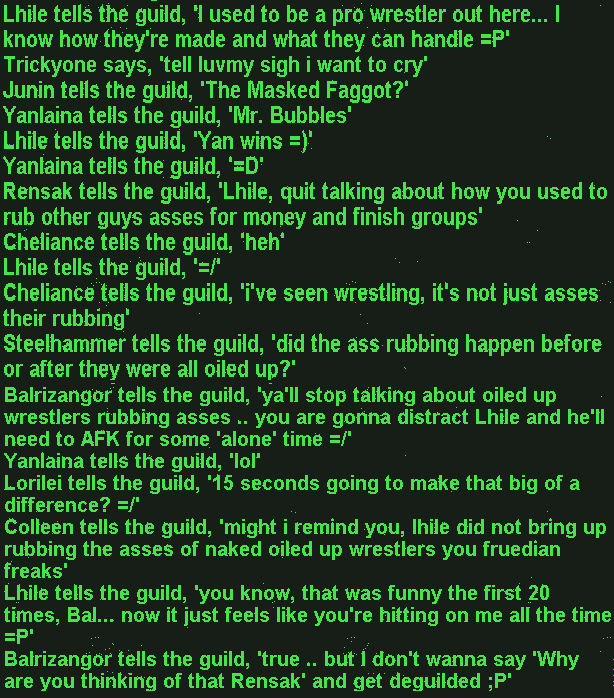 Lhile tells the guild, 'I used to be a pro wrestler out here... I
know how they're made and what they can handle =P'
Trickyone says, 'tell luvmy sigh i want to cry'
Junin tells the guild, 'The Masked Faggot?'
Yanlaina tells the guild, 'Mr. Bubbles'
Lhile tells the guild, 'Yan wins =)'
Yanlaina tells the guild, '=D'
Rensak tells the guild, 'Lhile, quit talking about how you used to
rub other guys asses for money and finish groups'
Cheliance tells the guild, 'heh'
Lhile tells the guild, '=/'
Cheliance tells the guild, 'i've seen wrestling, it's not just asses
their rubbing'
Steelhammer tells the guild, 'did the ass rubbing happen before
or after they were all oiled up?'
Balrizangor tells the guild, 'ya'll stop talking about oiled up
wrestlers rubbing asses .. you are gonna distract Lhile and he'll
need to AFK for some 'alone' time =/'
Yanlaina tells the guild, 'lol'
Lorilei tells the guild, '15 seconds going to make that big of a
difference? =/'
Colleen tells the guild, 'might i remind you, lhile did not bring up
rubbing the asses of naked oiled up wrestlers you fruedian
freaks'
Lhile tells the guild, 'you know, that was funny the first 20
times, Bal... now it just feels like you're hitting on me all the time
=P'
Balrizangor tells the guild, 'true .. but I don't wanna say 'Why
are you thinking of that Rensak' and get deguilded ;P'